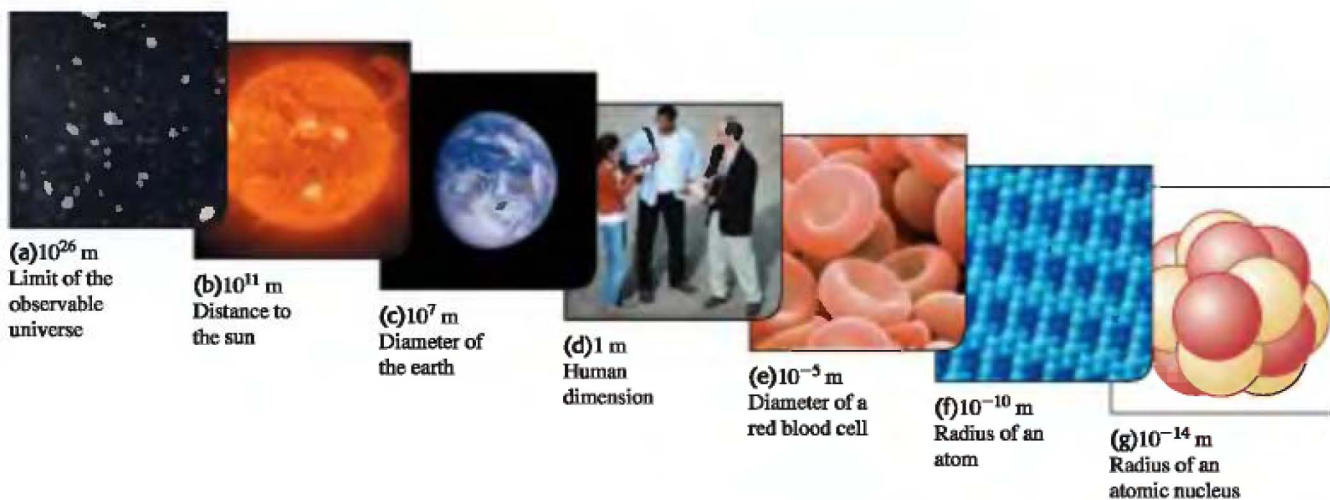 (a)10²⁶ m
Limit of the
observable
universe
(b)10¹¹ m
Distance to
the sun
(c)10⁷ m
Diameter of
the earth
(d)1 m
Human
dimension
(e)10⁻⁵ m
Diameter of a
red blood cell
(f)10⁻¹⁰ m
Radius of an
atom
(g)10⁻¹⁴ m
Radius of an
atomic nucleus